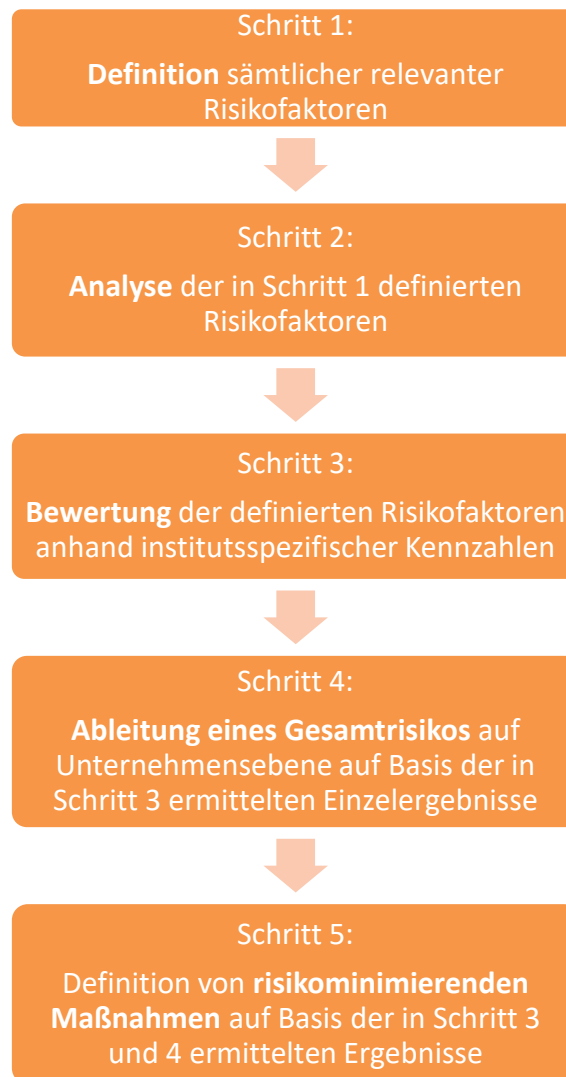 Schritt 1:
Definition sämtlicher relevanter
Risikofaktoren
Schritt 2:
Analyse der in Schritt 1 definierten
Risikofaktoren
Schritt 3:
Bewertung der definierten Risikofaktoren
anhand institutsspezifischer Kennzahlen
Schritt 4:
Ableitung eines Gesamtrisikos auf
Unternehmensebene auf Basis der in
Schritt 3 ermittelten Einzelergebnisse
Schritt 5:
Definition von risikominimierenden
Maßnahmen auf Basis der in Schritt 3
und 4 ermittelten Ergebnisse